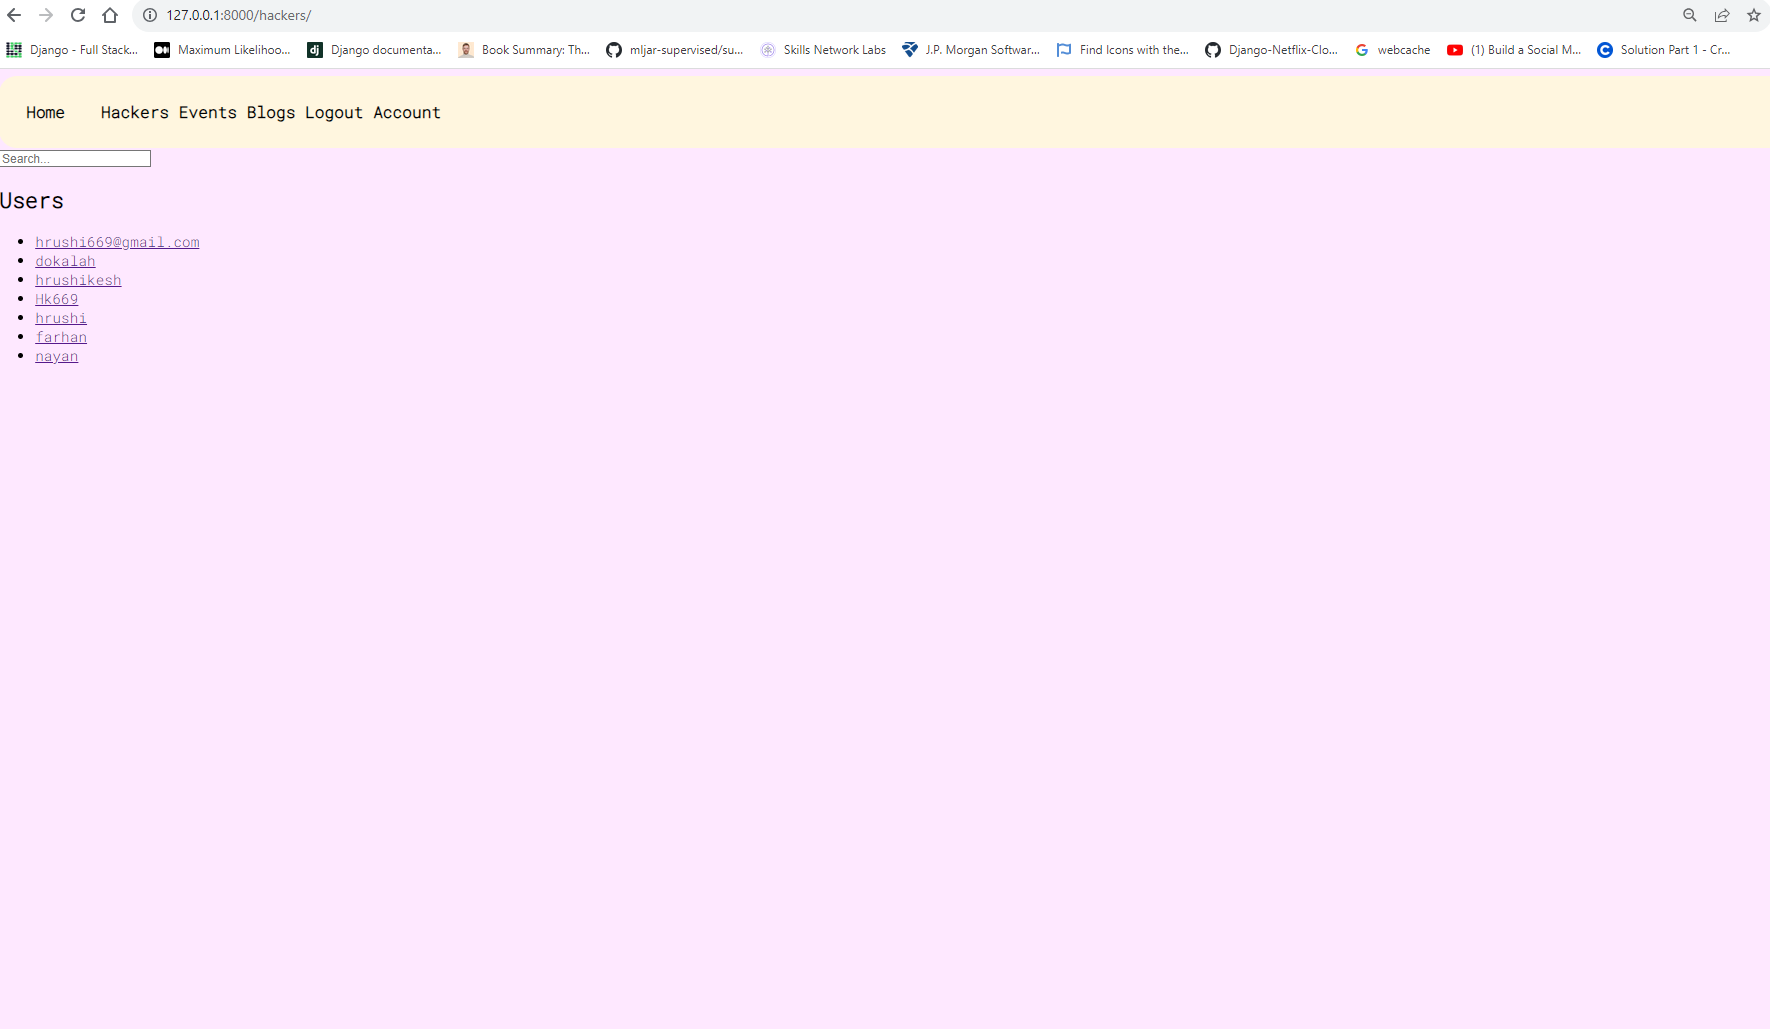 127.0.0.1:8000/hackers/
Django - Full Stack... Maximum Likelihoo... Django documenta... Book Summary: Th... mljar-supervised/su... Skills Network Labs J.P. Morgan Softwar... Find Icons with the... Django-Netflix-Clo... webcache (1) Build a Social M... Solution Part 1 - Cr...
Home Hackers Events Blogs Logout Account
Search...
Users
hrushi669@gmail.com
dokalah
hrushikesh
Hk669
hrushi
farhan
nayan